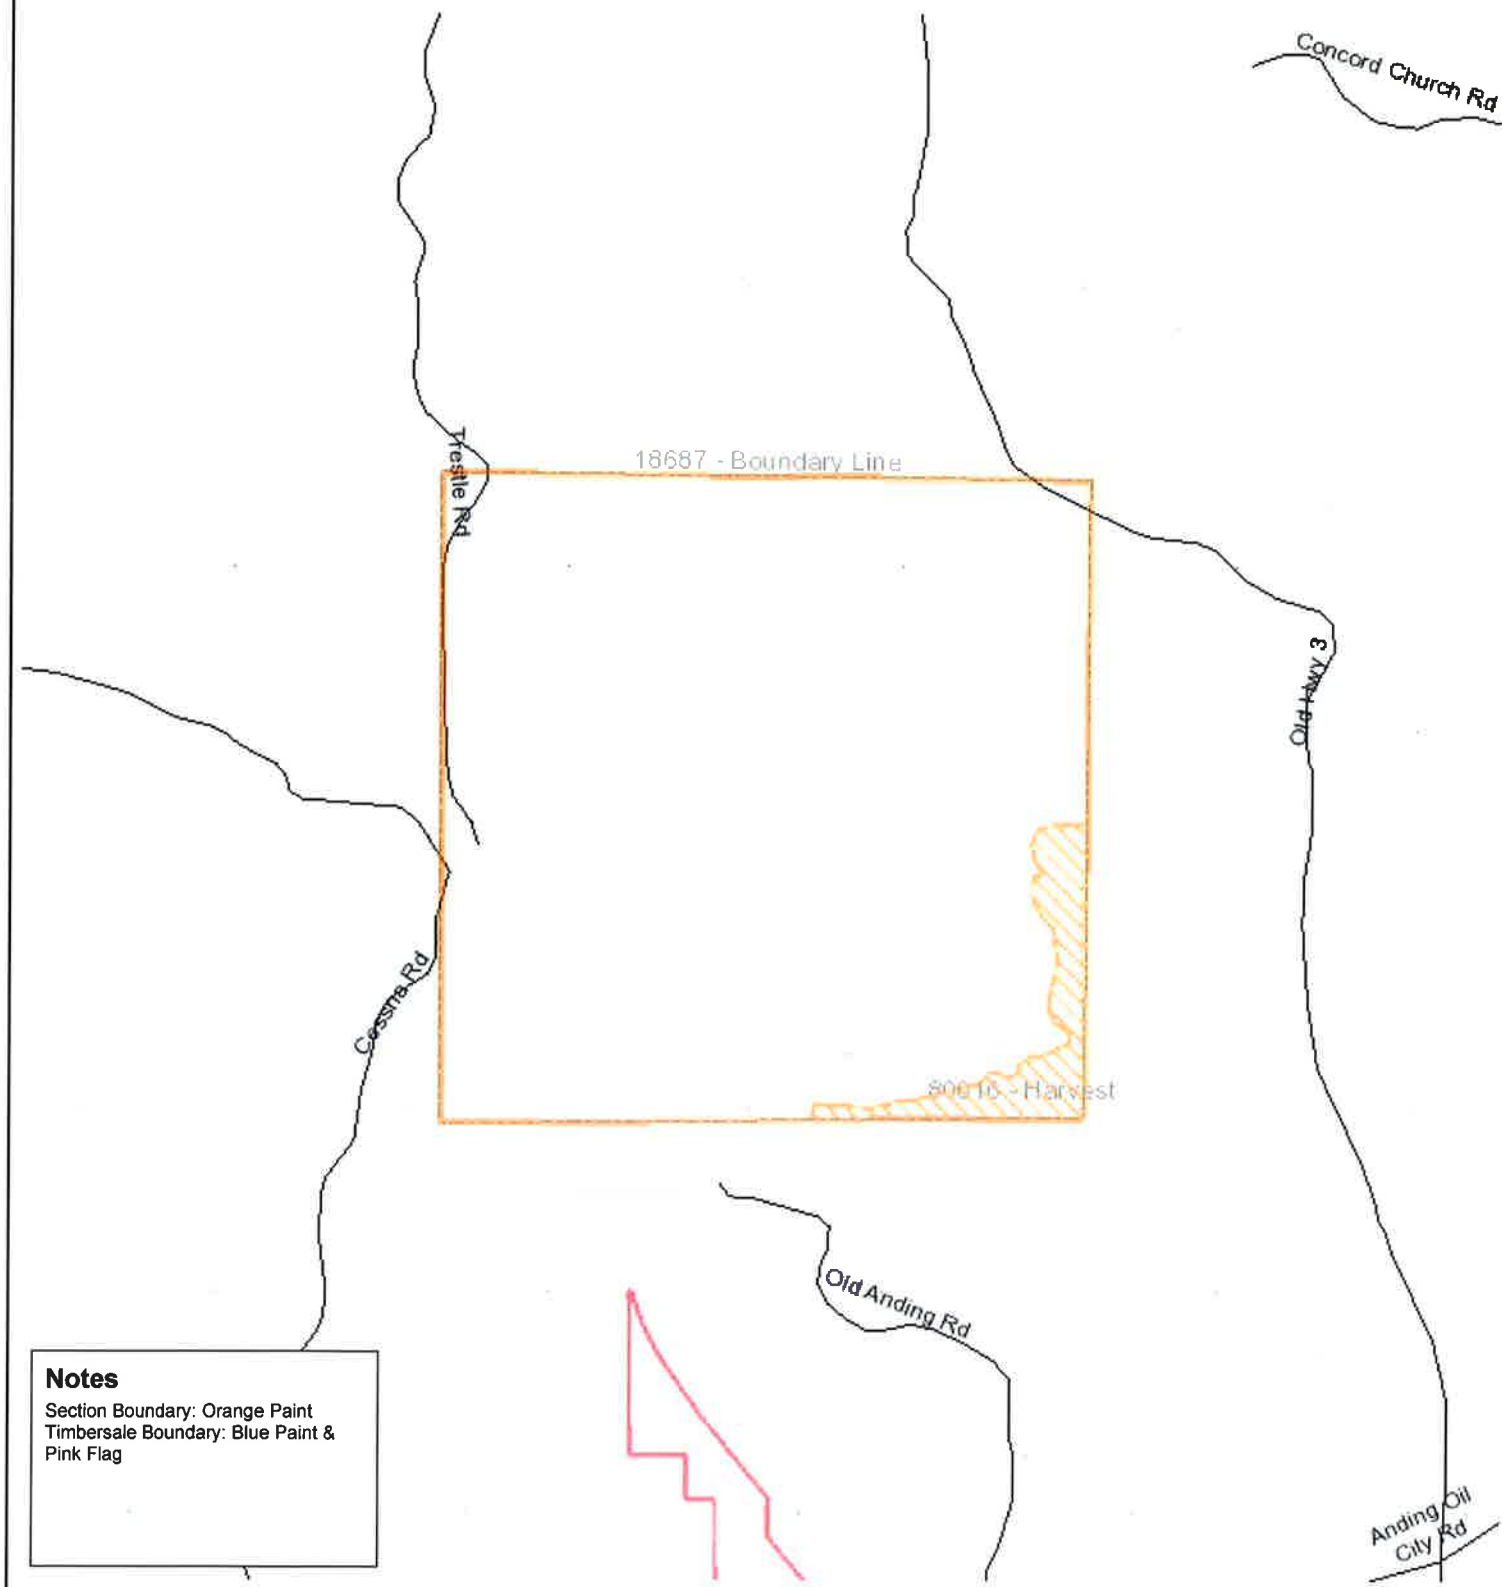 Concord Church Rd
Trestle Rd
18687 - Boundary Line
Old Hwy 3
Cessna Rd
80016 - Harvest
Old Anding Rd
Notes
Section Boundary: Orange Paint
Timbersale Boundary: Blue Paint &
Pink Flag
Anding Oil
City Rd